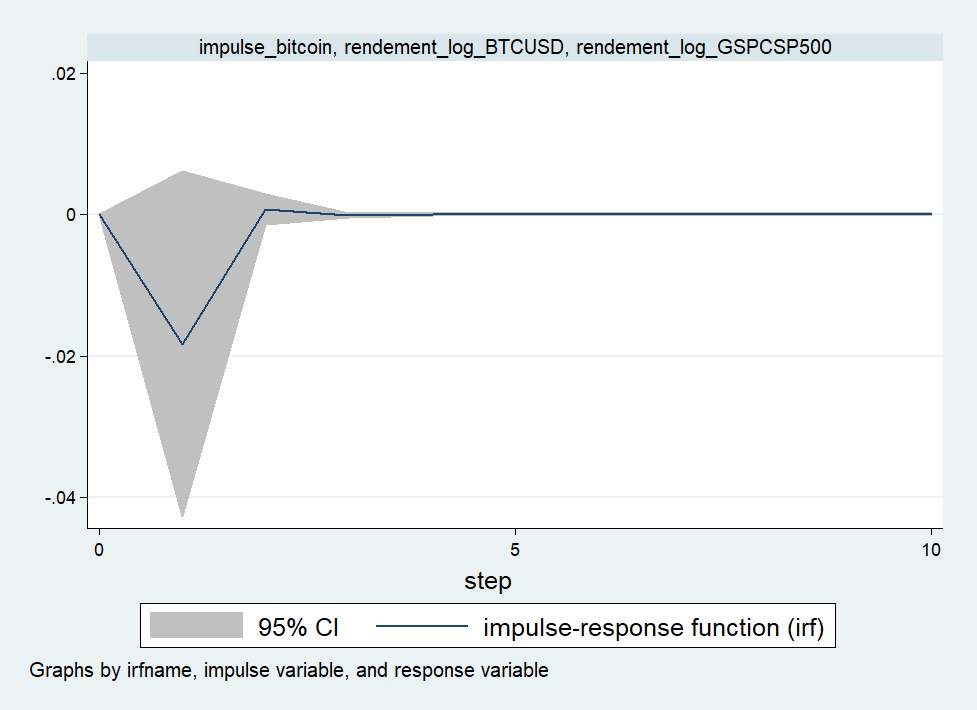 impulse_bitcoin, rendement_log_BTCUSD, rendement_log_GSPCSP500
.02
0
-.02
-.04
0 5 10
step
95% CI impulse-response function (irf)
Graphs by irfname, impulse variable, and response variable